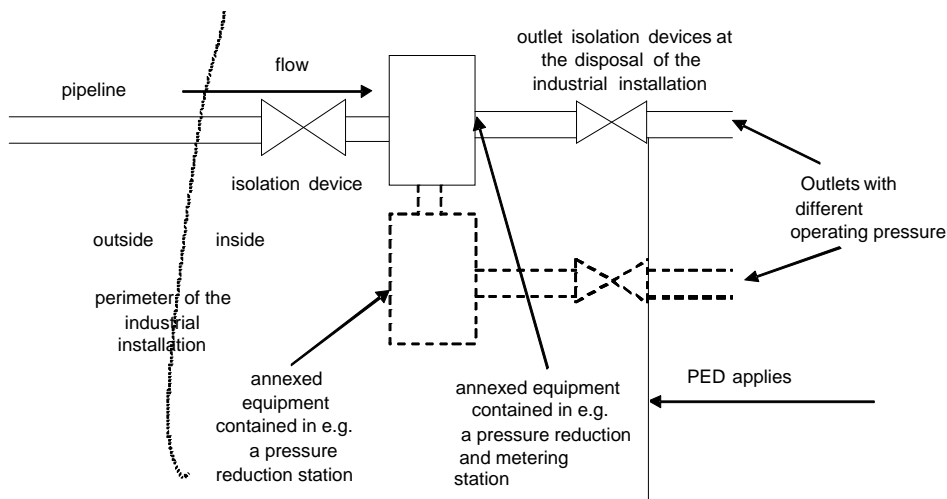 outlet isolation devices at
the disposal of the
industrial installation
flow
pipeline
isolation device
Outlets with
different
operating pressure
outside
inside
perimeter of the
industrial
installation
annexed
equipment
contained in e.g.
a pressure
reduction station
annexed equipment
contained in e.g.
a pressure reduction
and metering
station
PED applies